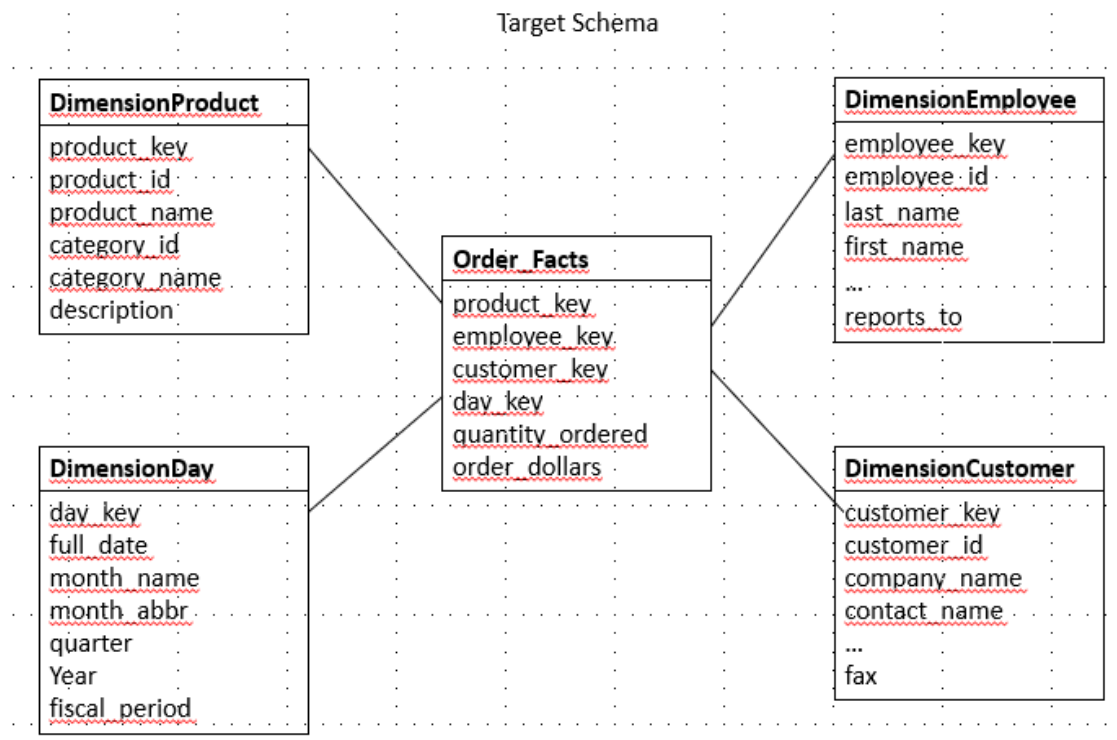 Target Schema
DimensionProduct
product_key
product_id
product_name
category_id
category_name
description
DimensionEmployee
employee_key
employee_id
last_name
first_name
...
reports_to
Order_Facts
product_key
employee_key
customer_key
day_key
quantity_ordered
order_dollars
DimensionDay
day_key
full_date
month_name
month_abbr
quarter
Year
fiscal_period
DimensionCustomer
customer_key
customer_id
company_name
contact_name
...
fax